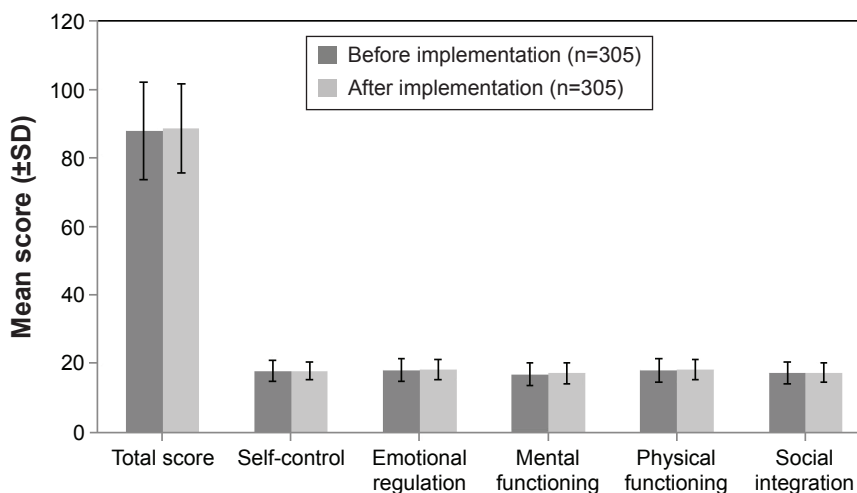 Mean score (±SD)
120
100
80
60
40
20
0
Before implementation (n=305)
After implementation (n=305)
Total score
Self-control
Emotional
regulation
Mental
functioning
Physical
functioning
Social
integration